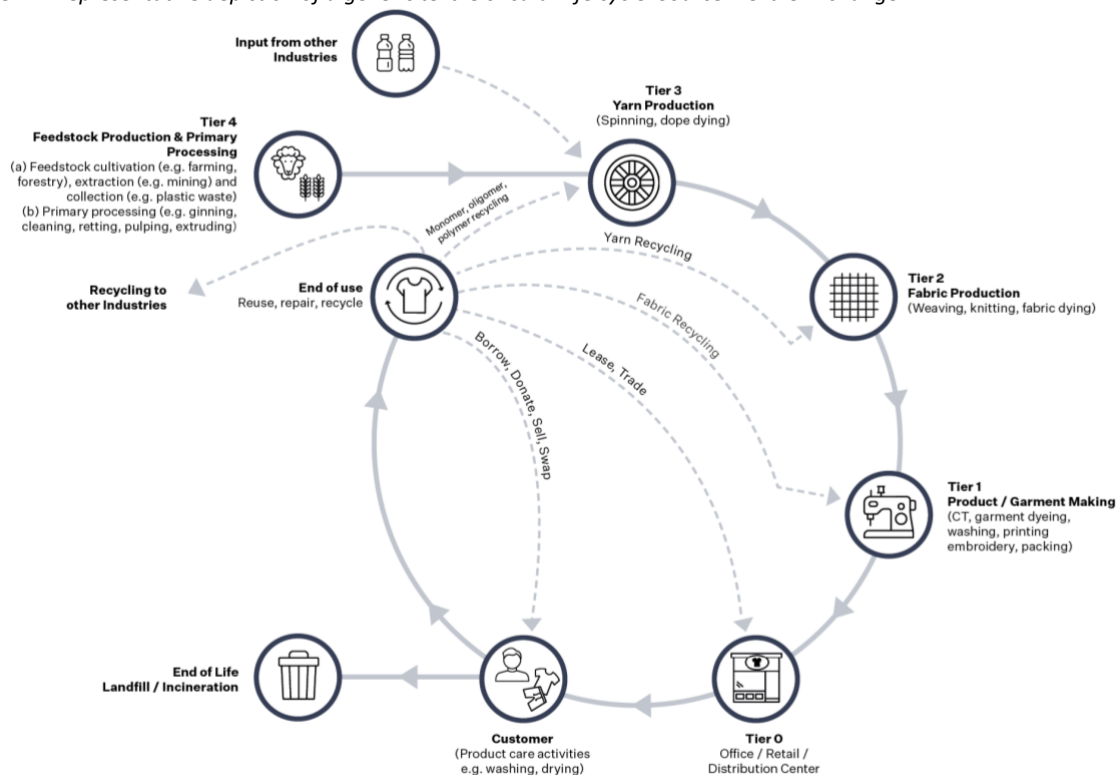 Input from other
Industries
Tier 3
Yarn Production
(Spinning, dope dying)
Tier 4
Feedstock Production & Primary
Processing
(a) Feedstock cultivation (e.g. farming,
forestry), extraction (e.g. mining) and
collection (e.g. plastic waste)
(b) Primary processing (e.g. ginning,
cleaning, retting, pulping, extruding)
Monomer, oligomer,
polymer recycling
Yarn Recycling
Recycling to
other Industries
End of use
Reuse, repair, recycle
Tier 2
Fabric Production
(Weaving, knitting, fabric dying)
Fabric Recycling
Lease, Trade
Borrow, Donate, Sell, Swap
Tier 1
Product / Garment Making
(CT, garment dyeing,
washing, printing
embroidery, packing)
End of Life
Landfill / Incineration
Customer
(Product care activities
e.g. washing, drying)
Tier 0
Office / Retail /
Distribution Center